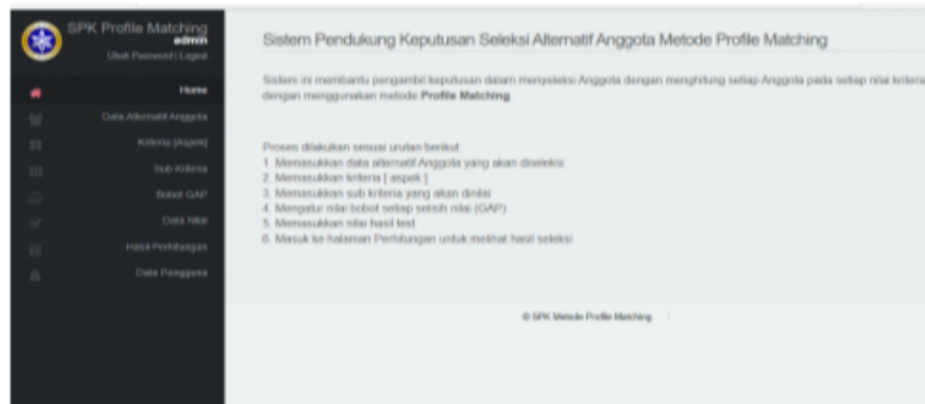 SPK Profile Matching
admin
Ubah Password | Logout
Home
Data Alternatif Anggota
Kriteria [Aspek]
Sub Kriteria
Bobot GAP
Data Nilai
Hasil Perhitungan
Data Pengguna
Sistem Pendukung Keputusan Seleksi Alternatif Anggota Metode Profile Matching
Sistem ini membantu pengambil keputusan dalam menyeleksi Anggota dengan menghitung setiap Anggota pada setiap nilai kriteria
dengan menggunakan metode Profile Matching
Proses dilakukan sesuai urutan berikut:
1. Memasukkan data alternatif Anggota yang akan diseleksi
2. Memasukkan kriteria [ aspek ]
3. Memasukkan sub kriteria yang akan dinilai
4. Mengatur nilai bobot setiap selisih nilai (GAP)
5. Memasukkan nilai hasil test
6. Masuk ke halaman Perhitungan untuk melihat hasil seleksi
© SPK Metode Profile Matching